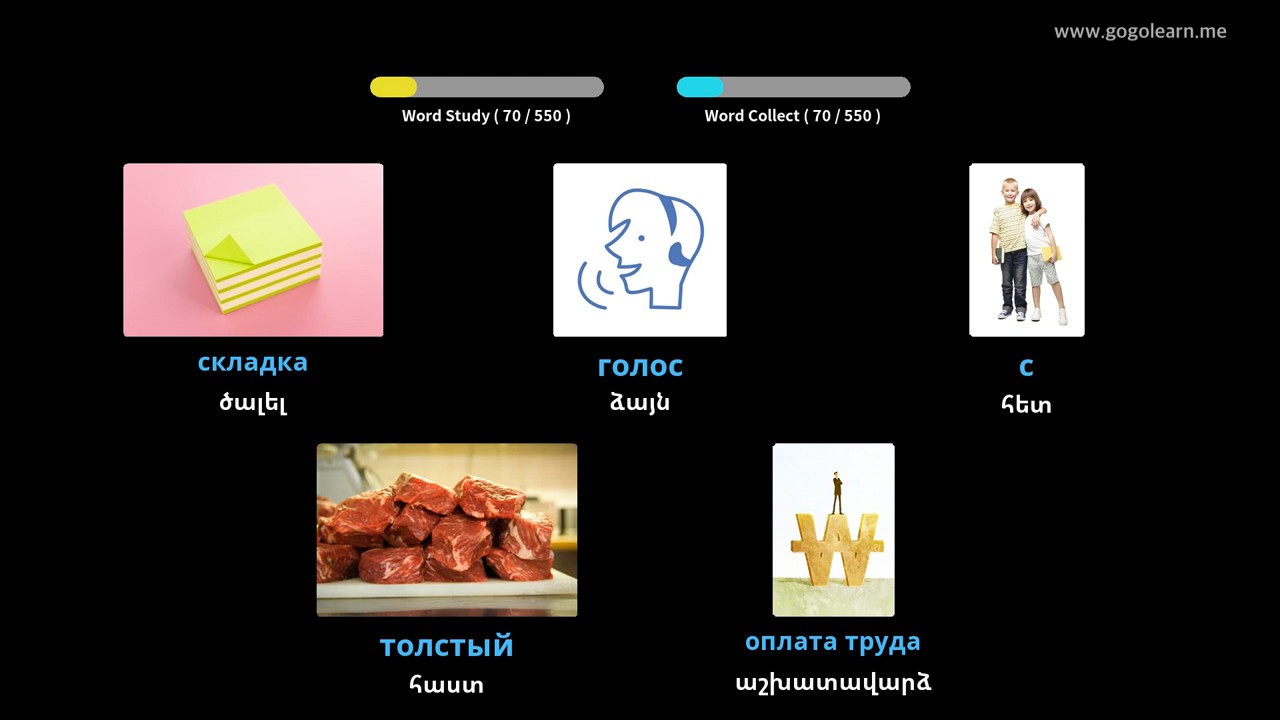 www.gogolearn.me
Word Study ( 70 / 550 )
Word Collect ( 70 / 550 )
складка
ծալել
голос
ձայն
с
հետ
толстый
հաստ
оплата труда
աշխատավարձ